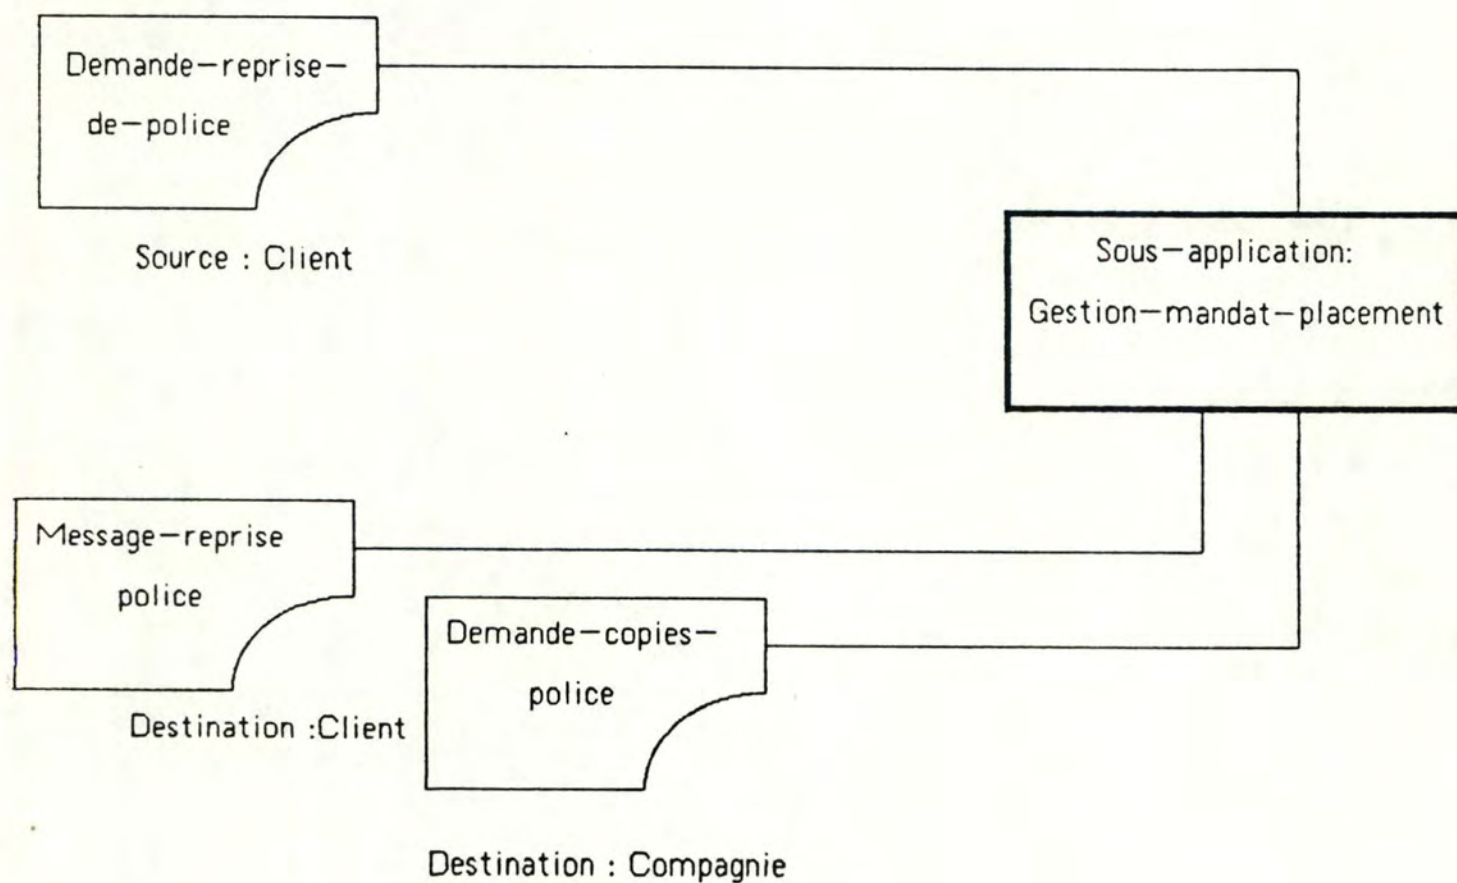 Demande-reprise-
de-police
Source : Client
Sous-application:
Gestion-mandat-placement
Message-reprise
police
Destination :Client
Demande-copies-
police
Destination : Compagnie